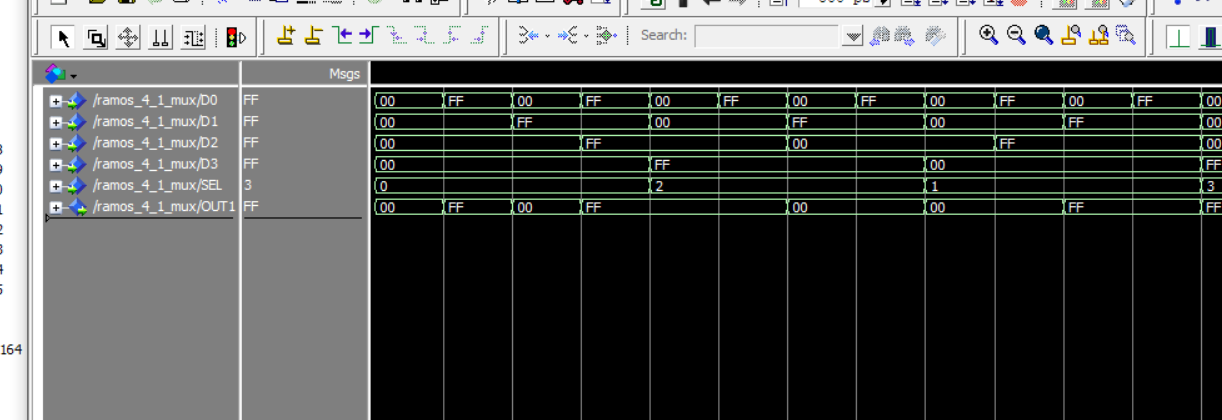 Search:
Msgs
/ramos_4_1_mux/D0 FF 00 FF 00 FF 00 FF 00 FF 00 FF 00 FF 00
/ramos_4_1_mux/D1 FF 00 FF 00 FF 00 FF 00
/ramos_4_1_mux/D2 FF 00 FF 00 FF 00
/ramos_4_1_mux/D3 FF 00 FF 00 FF
/ramos_4_1_mux/SEL 3 0 2 1 3
/ramos_4_1_mux/OUT1 FF 00 FF 00 FF 00 00 FF FF
164